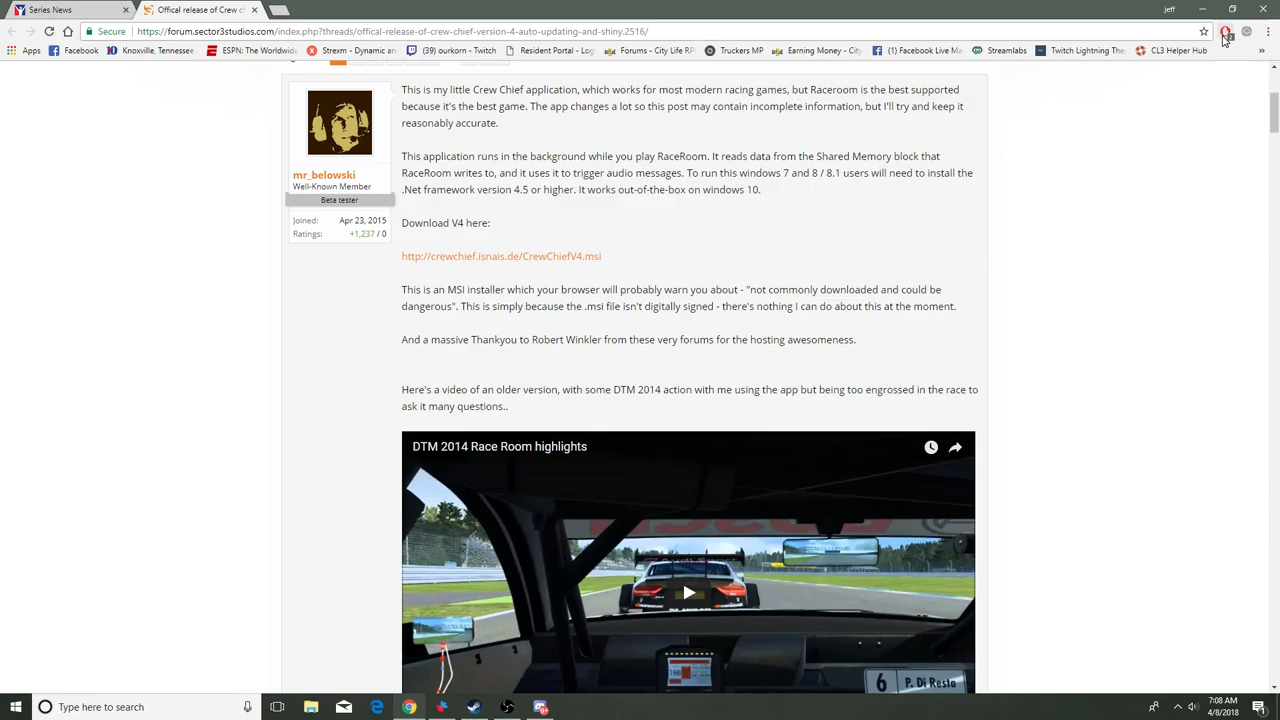 Series News
Offical release of Crew c
jeff
Secure
https://forum.sector3studios.com/index.php?threads/offical-release-of-crew-chief-version-4-auto-updating-and-shiny.2516/
Apps
Facebook
Knoxville, Tennessee
ESPN: The Worldwide
Strexm - Dynamic an
(39) ourkorn - Twitch
Resident Portal - Log
Forums - City Life RP
Truckers MP
Earning Money - City
(1) Facebook Live Ma
Streamlabs
Twitch Lightning
CL3 Helper Hub
This is my little Crew Chief application, which works for most modern racing games, but Raceroom is the best supported
because it's the best game. The app changes a lot so this post may contain incomplete information, but I'll try and keep it
reasonably accurate.
This application runs in the background while you play RaceRoom. It reads data from the Shared Memory block that
RaceRoom writes to, and it uses it to trigger audio messages. To run this windows 7 and 8 / 8.1 users will need to install the
.Net framework version 4.5 or higher. It works out-of-the-box on windows 10.
mr_belowski
Well-Known Member
Beta tester
Joined: Apr 23, 2015
Ratings: +1,237 / 0
Download V4 here:
http://crewchief.isnais.de/CrewChiefV4.msi
This is an MSI installer which your browser will probably warn you about - "not commonly downloaded and could be
dangerous". This is simply because the .msi file isn't digitally signed - there's nothing I can do about this at the moment.
And a massive Thankyou to Robert Winkler from these very forums for the hosting awesomeness.
Here's a video of an older version, with some DTM 2014 action with me using the app but being too engrossed in the race to
ask it many questions..
DTM 2014 Race Room highlights
166
6 P. Di Resta
Type here to search
7:08 AM
4/8/2018